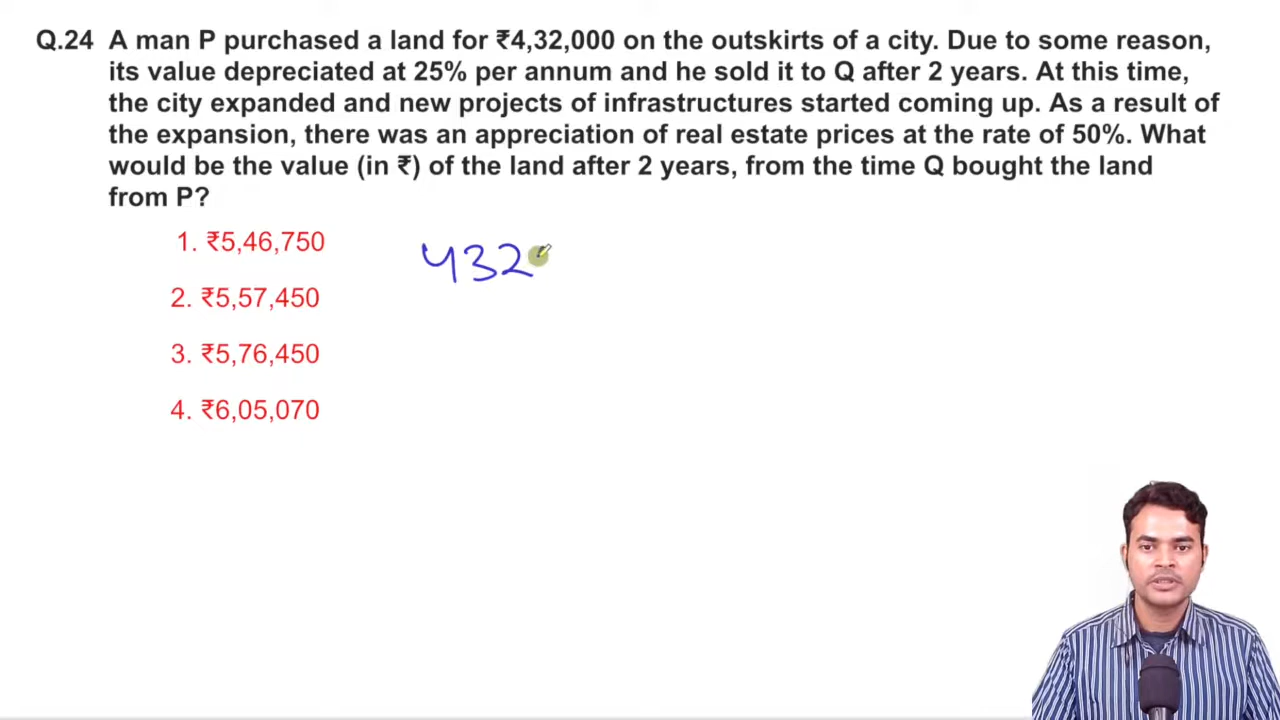 Q.24 A man P purchased a land for ₹4,32,000 on the outskirts of a city. Due to some reason,
its value depreciated at 25% per annum and he sold it to Q after 2 years. At this time,
the city expanded and new projects of infrastructures started coming up. As a result of
the expansion, there was an appreciation of real estate prices at the rate of 50%. What
would be the value (in ₹) of the land after 2 years, from the time Q bought the land
from P?
1. ₹5,46,750
432
2. ₹5,57,450
3. ₹5,76,450
4. ₹6,05,070